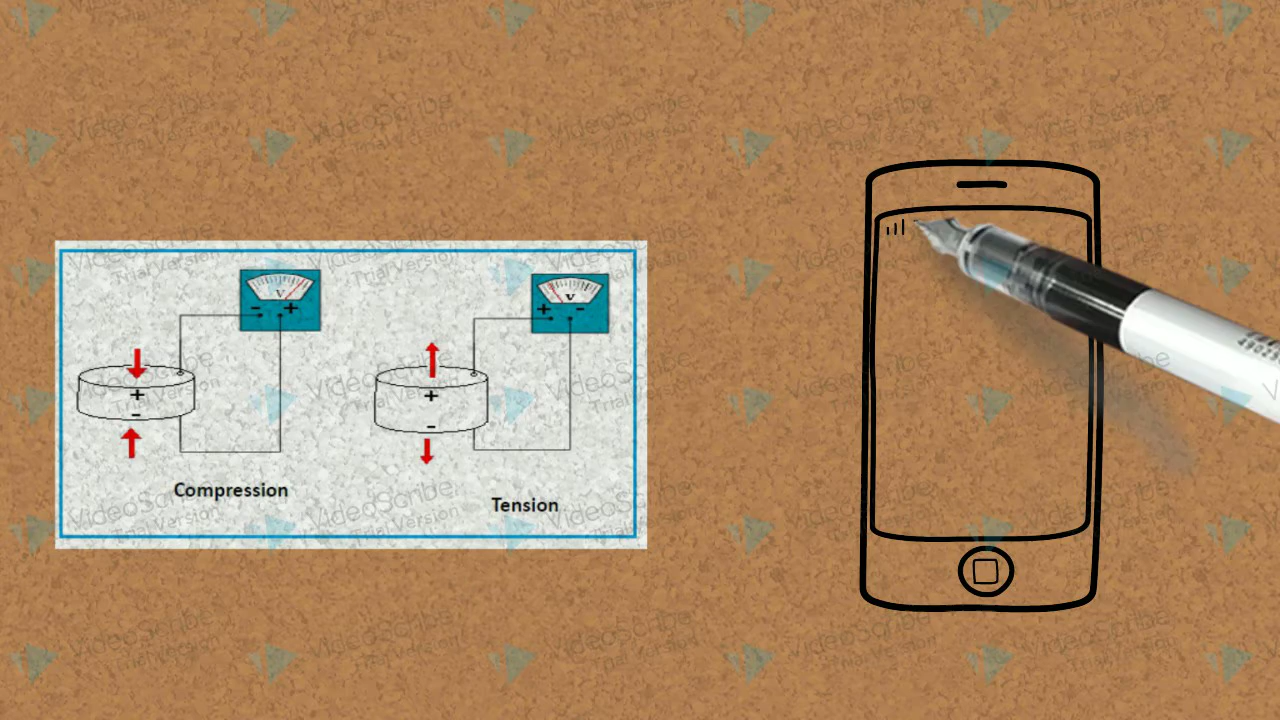 V
- +
V
+ -
+
-
+
-
Compression
Tension
VideoScribe
Trial Version